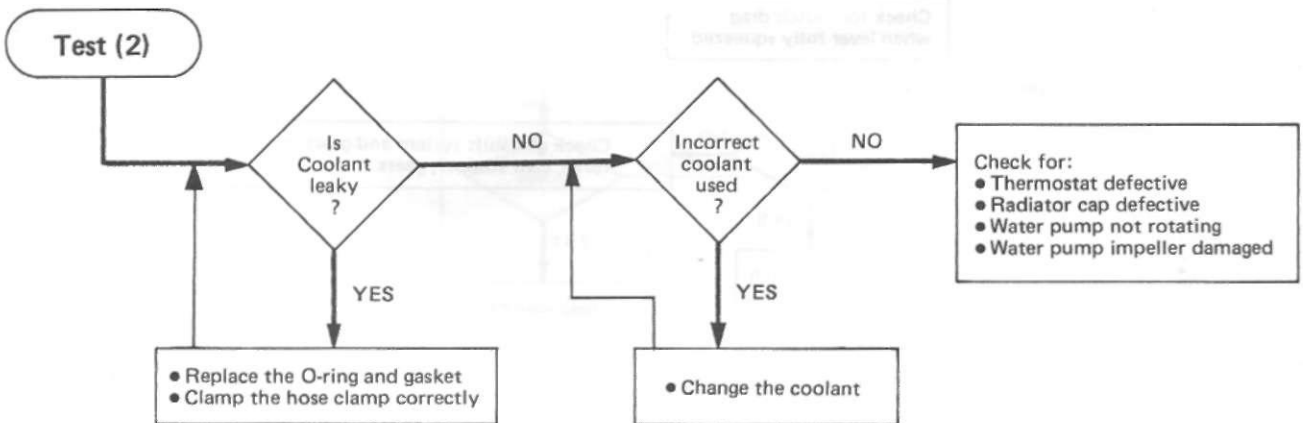 Test (2)
Is
Coolant
leaky
?
NO
YES
● Replace the O-ring and gasket
● Clamp the hose clamp correctly
Incorrect
coolant
used
?
NO
YES
● Change the coolant
Check for:
● Thermostat defective
● Radiator cap defective
● Water pump not rotating
● Water pump impeller damaged